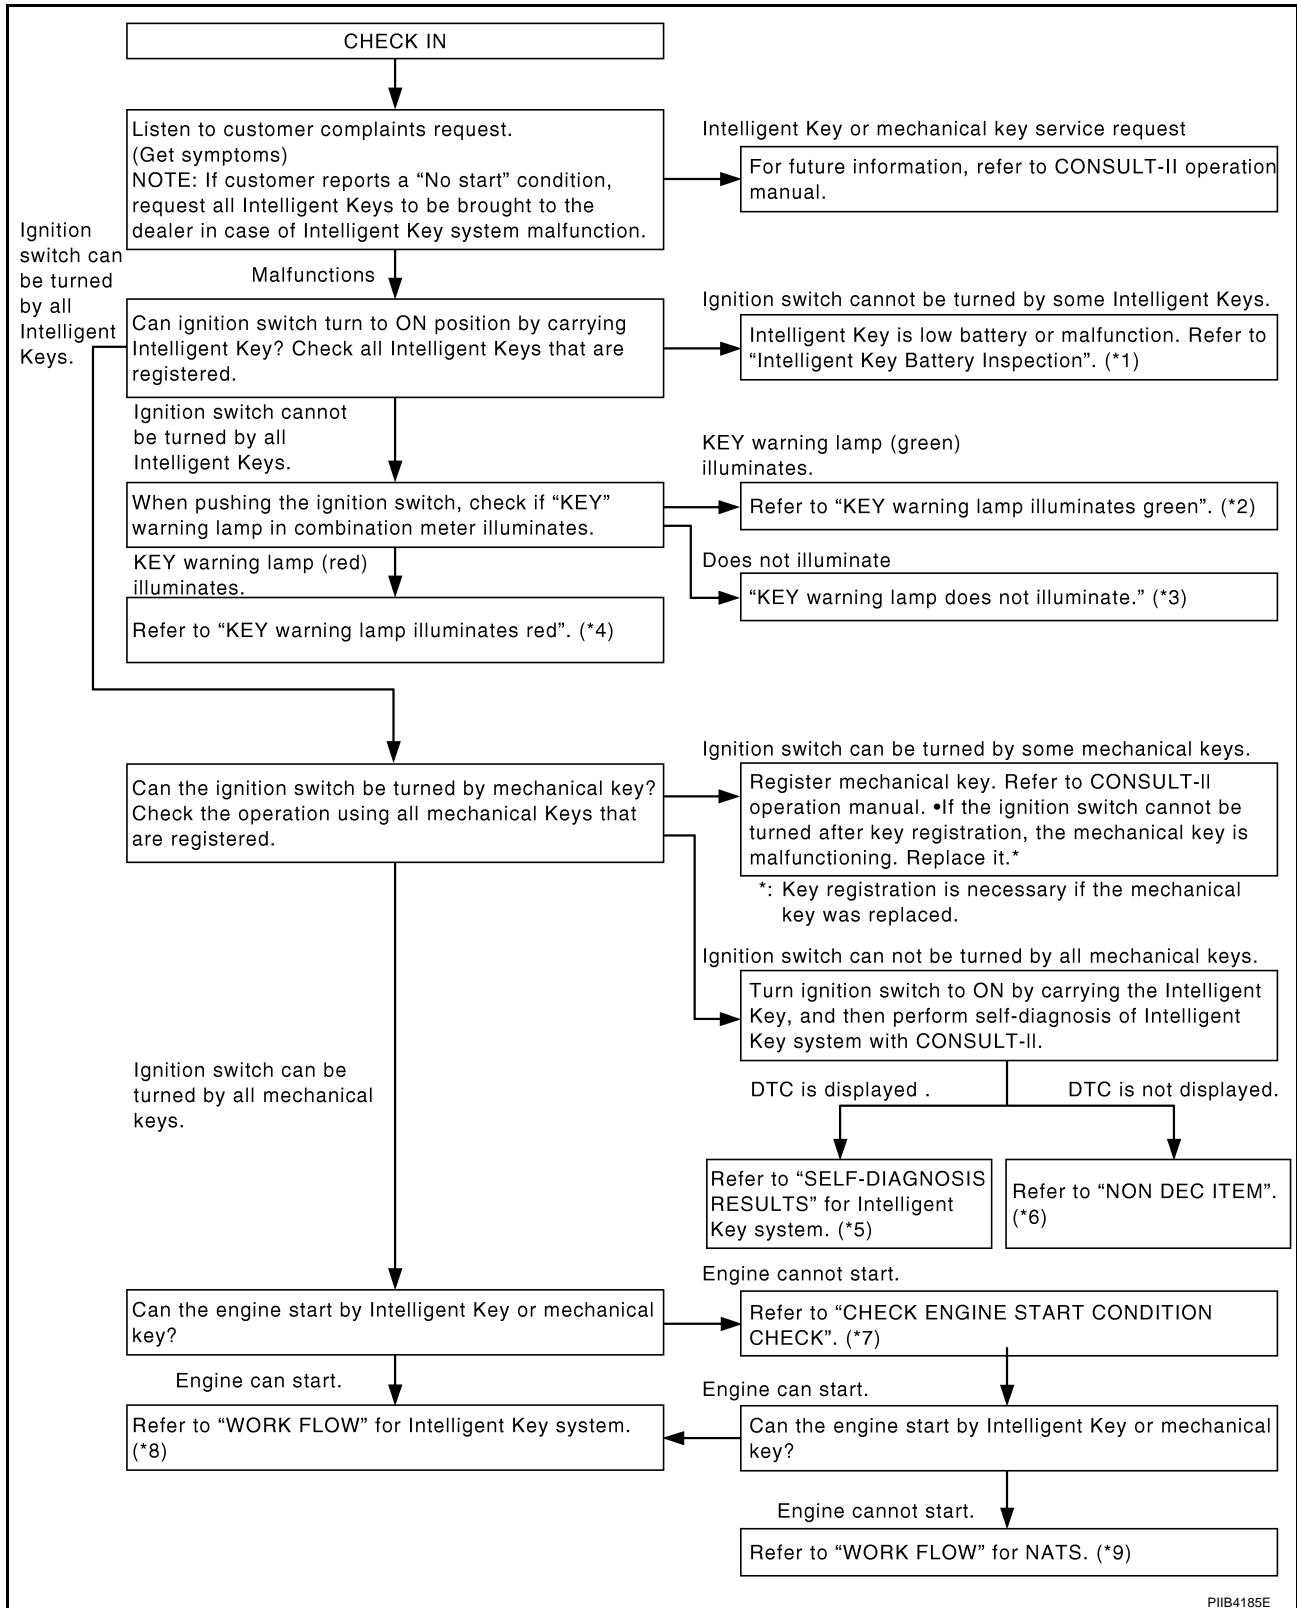 CHECK IN
Listen to customer complaints request.
(Get symptoms)
NOTE: If customer reports a “No start” condition,
request all Intelligent Keys to be brought to the
dealer in case of Intelligent Key system malfunction.
Intelligent Key or mechanical key service request
For future information, refer to CONSULT-II operation
manual.
Ignition
switch can
be turned
by all
Intelligent
Keys.
Malfunctions
Can ignition switch turn to ON position by carrying
Intelligent Key? Check all Intelligent Keys that are
registered.
Ignition switch cannot be turned by some Intelligent Keys.
Intelligent Key is low battery or malfunction. Refer to
“Intelligent Key Battery Inspection”. (*1)
Ignition switch cannot
be turned by all
Intelligent Keys.
When pushing the ignition switch, check if “KEY”
warning lamp in combination meter illuminates.
KEY warning lamp (green)
illuminates.
Refer to “KEY warning lamp illuminates green”. (*2)
Does not illuminate
“KEY warning lamp does not illuminate.” (*3)
KEY warning lamp (red)
illuminates.
Refer to “KEY warning lamp illuminates red”. (*4)
Can the ignition switch be turned by mechanical key?
Check the operation using all mechanical Keys that
are registered.
Ignition switch can be turned by some mechanical keys.
Register mechanical key. Refer to CONSULT-II
operation manual. •If the ignition switch cannot be
turned after key registration, the mechanical key is
malfunctioning. Replace it.*
*: Key registration is necessary if the mechanical
key was replaced.
Ignition switch can not be turned by all mechanical keys.
Turn ignition switch to ON by carrying the Intelligent
Key, and then perform self-diagnosis of Intelligent
Key system with CONSULT-II.
DTC is displayed .
DTC is not displayed.
Refer to “SELF-DIAGNOSIS
RESULTS” for Intelligent
Key system. (*5)
Refer to “NON DEC ITEM”.
(*6)
Ignition switch can be
turned by all mechanical
keys.
Can the engine start by Intelligent Key or mechanical
key?
Engine cannot start.
Refer to “CHECK ENGINE START CONDITION
CHECK”. (*7)
Engine can start.
Refer to “WORK FLOW” for Intelligent Key system.
(*8)
Engine can start.
Can the engine start by Intelligent Key or mechanical
key?
Engine cannot start.
Refer to “WORK FLOW” for NATS. (*9)
PIIB4185E